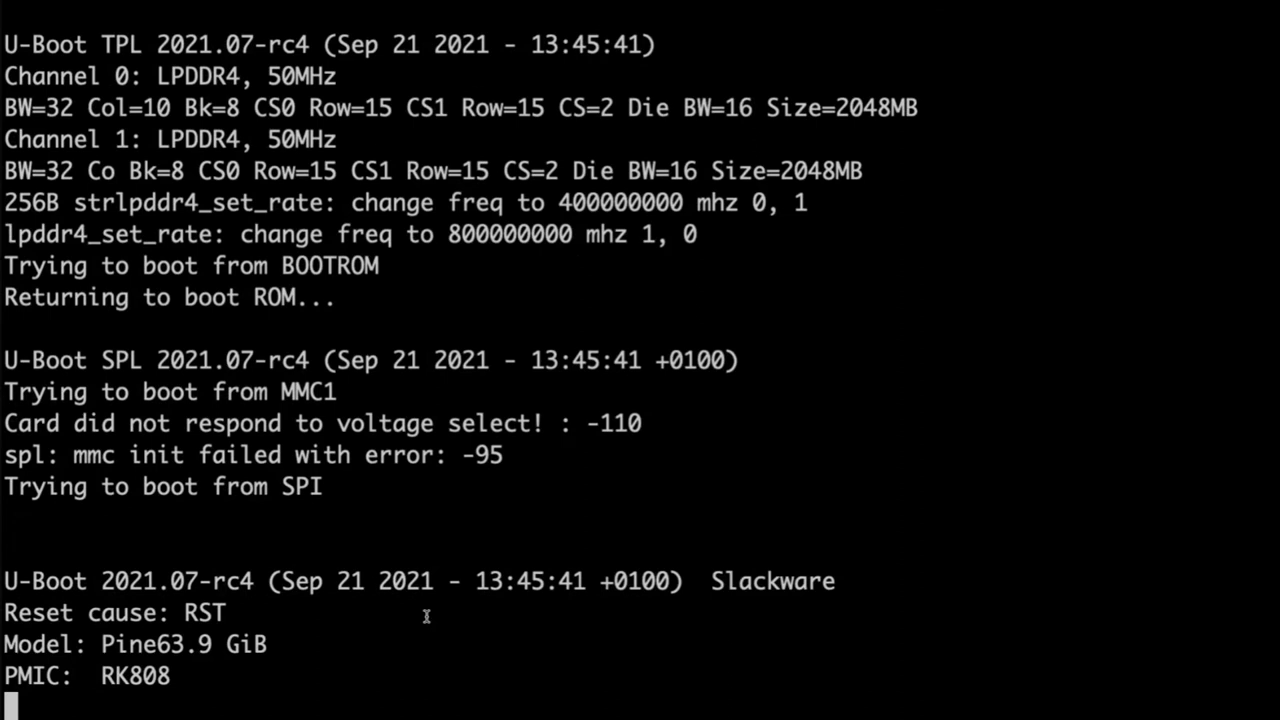 U-Boot TPL 2021.07-rc4 (Sep 21 2021 - 13:45:41)
Channel 0: LPDDR4, 50MHz
BW=32 Col=10 Bk=8 CS0 Row=15 CS1 Row=15 CS=2 Die BW=16 Size=2048MB
Channel 1: LPDDR4, 50MHz
BW=32 Co Bk=8 CS0 Row=15 CS1 Row=15 CS=2 Die BW=16 Size=2048MB
256B strlpddr4_set_rate: change freq to 400000000 mhz 0, 1
lpddr4_set_rate: change freq to 800000000 mhz 1, 0
Trying to boot from BOOTROM
Returning to boot ROM...
U-Boot SPL 2021.07-rc4 (Sep 21 2021 - 13:45:41 +0100)
Trying to boot from MMC1
Card did not respond to voltage select! : -110
spl: mmc init failed with error: -95
Trying to boot from SPI
U-Boot 2021.07-rc4 (Sep 21 2021 - 13:45:41 +0100)  Slackware
Reset cause: RST
Model: Pine63.9 GiB
PMIC:  RK808